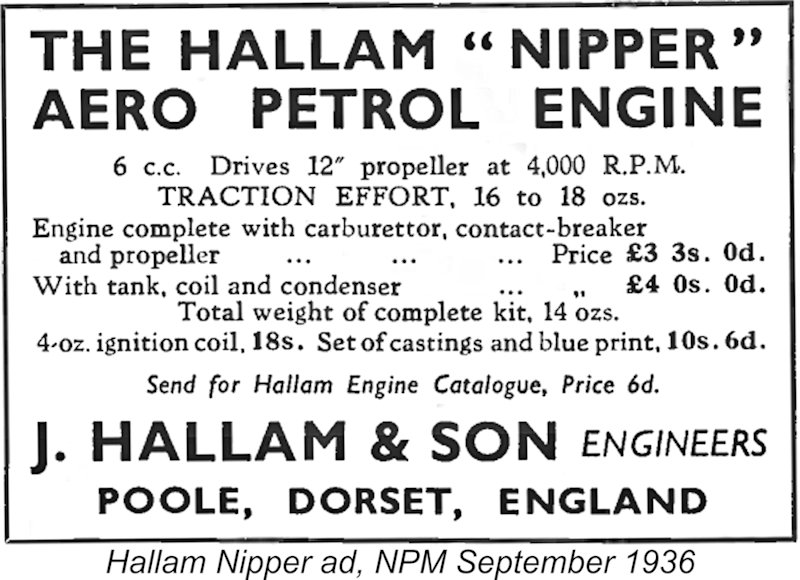 THE HALLAM “NIPPER”
AERO PETROL ENGINE
6 c.c. Drives 12″ propeller at 4,000 R.P.M.
TRACTION EFFORT, 16 to 18 ozs.
Engine complete with carburettor, contact-breaker
and propeller ... ... ... Price £3 3s. 0d.
With tank, coil and condenser ... „ £4 0s. 0d.
Total weight of complete kit, 14 ozs.
4-oz. ignition coil, 18s. Set of castings and blue print, 10s. 6d.
Send for Hallam Engine Catalogue, Price 6d.
J. HALLAM & SON ENGINEERS
POOLE, DORSET, ENGLAND
Hallam Nipper ad, NPM September 1936